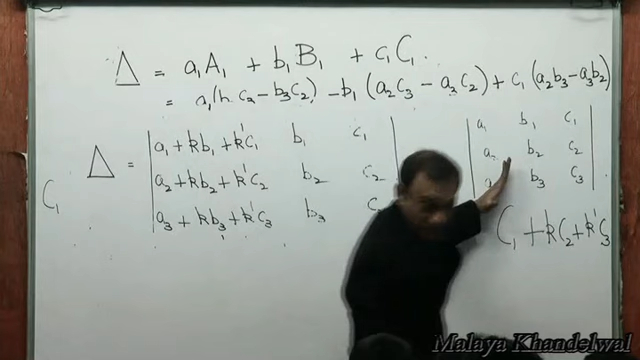 Δ = a₁A₁ + b₁B₁ + c₁C₁.
= a₁(b₂c₃ − b₃c₂) − b₁(a₂c₃ − a₃c₂) + c₁(a₂b₃ − a₃b₂)
Δ = | a₁ + kb₁ + k'c₁ b₁ c₁ |
a₂ + kb₂ + k'c₂ b₂ c₂
a₃ + kb₃ + k'c₃ b₃ c
C₁
| a₁ b₁ c₁ |
a₂ b₂ c₂
b₃ c₃
C₁ + kC₂ + k'C₃
Malaya Khandelwal